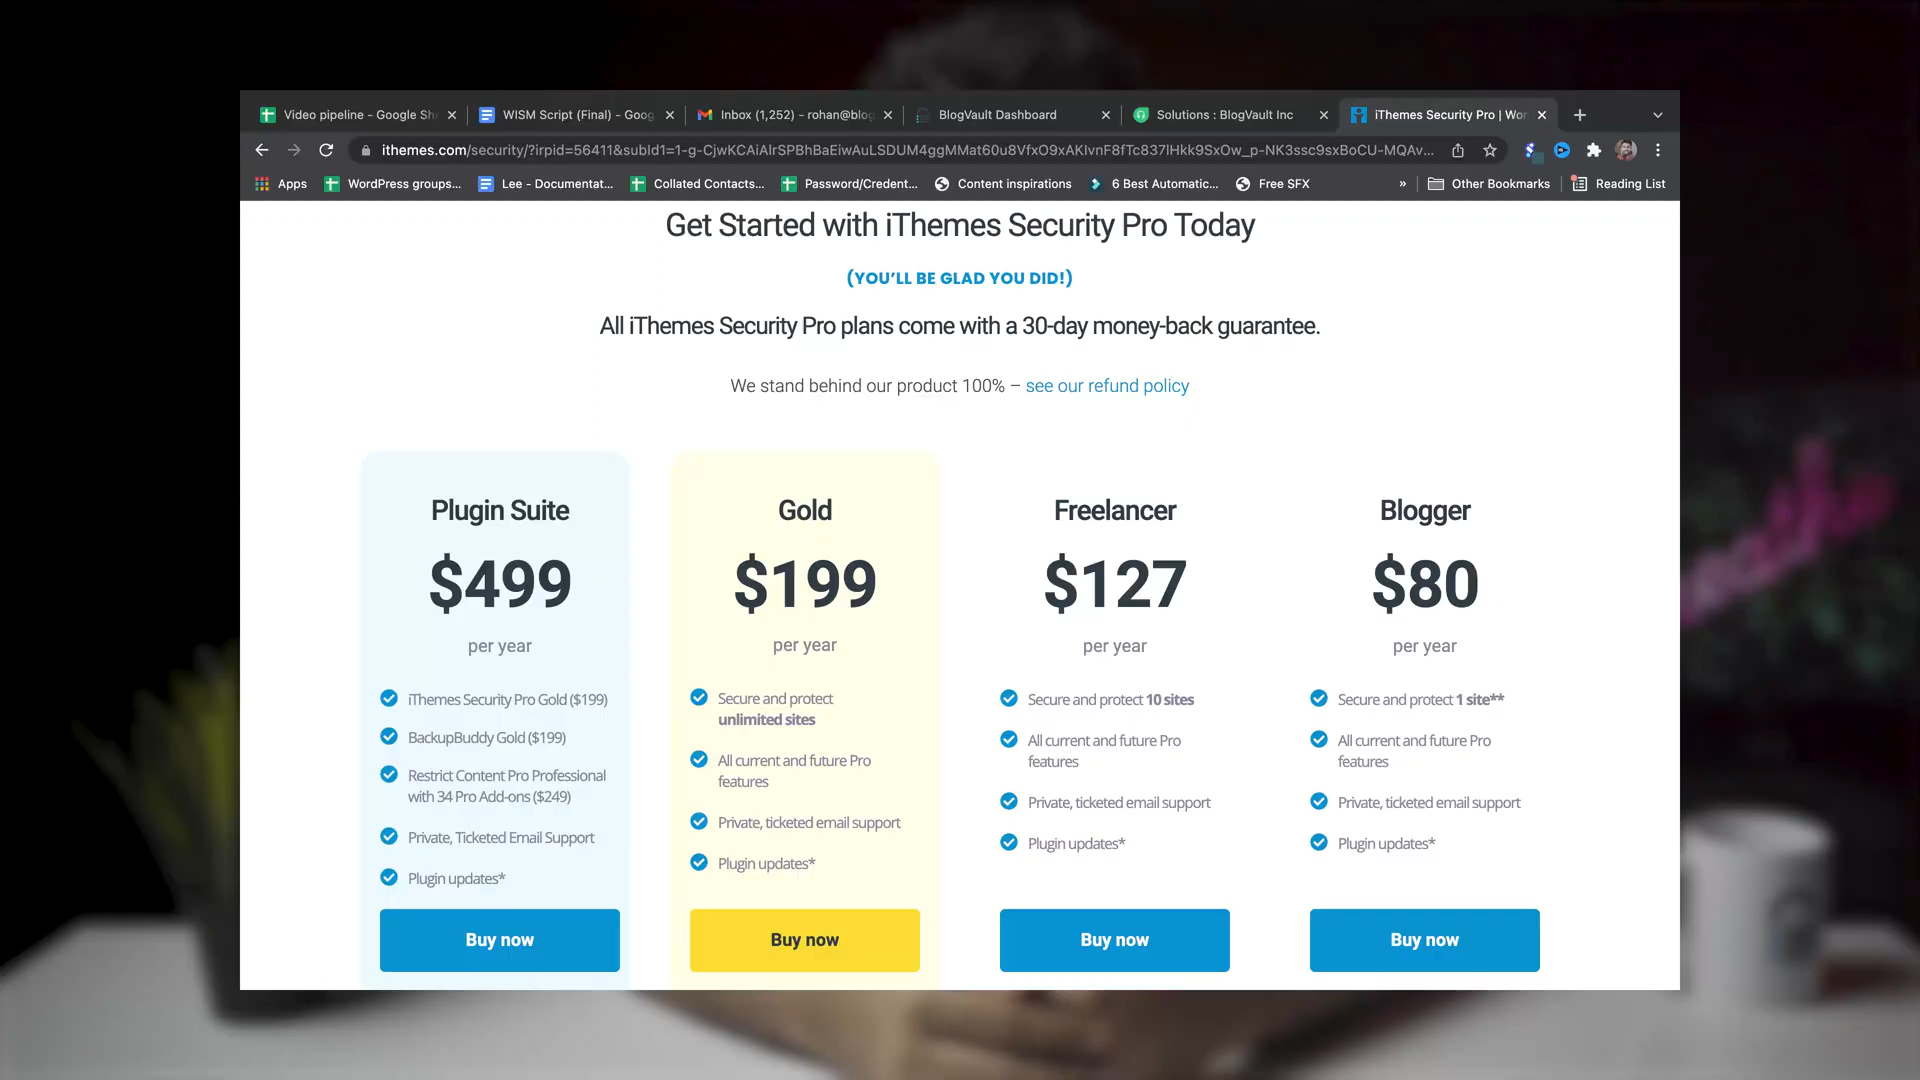 Video pipeline - Google She
WISM Script (Final) - Goog
Inbox (1,252) - rohan@blog
BlogVault Dashboard
Solutions : BlogVault Inc
iThemes Security Pro | Wor
ithemes.com/security/?irpid=56411&subId1=1-g-CjwKCAiAlrSPBhBaEiwAuLSDUM4ggMMat60u8VfxO9xAKIvnF8fTc837lHkk9SxOw_p-NK3ssc9sxBoCU-MQAv...
Apps
WordPress groups...
Lee - Documentat...
Collated Contacts...
Password/Credent...
Content inspirations
6 Best Automatic...
Free SFX
»
Other Bookmarks
Reading List
Get Started with iThemes Security Pro Today
(YOU'LL BE GLAD YOU DID!)
All iThemes Security Pro plans come with a 30-day money-back guarantee.
We stand behind our product 100% – see our refund policy
Plugin Suite
$499
per year
iThemes Security Pro Gold ($199)
BackupBuddy Gold ($199)
Restrict Content Pro Professional
with 34 Pro Add-ons ($249)
Private, Ticketed Email Support
Plugin updates*
Buy now
Gold
$199
per year
Secure and protect
unlimited sites
All current and future Pro
features
Private, ticketed email support
Plugin updates*
Buy now
Freelancer
$127
per year
Secure and protect 10 sites
All current and future Pro
features
Private, ticketed email support
Plugin updates*
Buy now
Blogger
$80
per year
Secure and protect 1 site**
All current and future Pro
features
Private, ticketed email support
Plugin updates*
Buy now